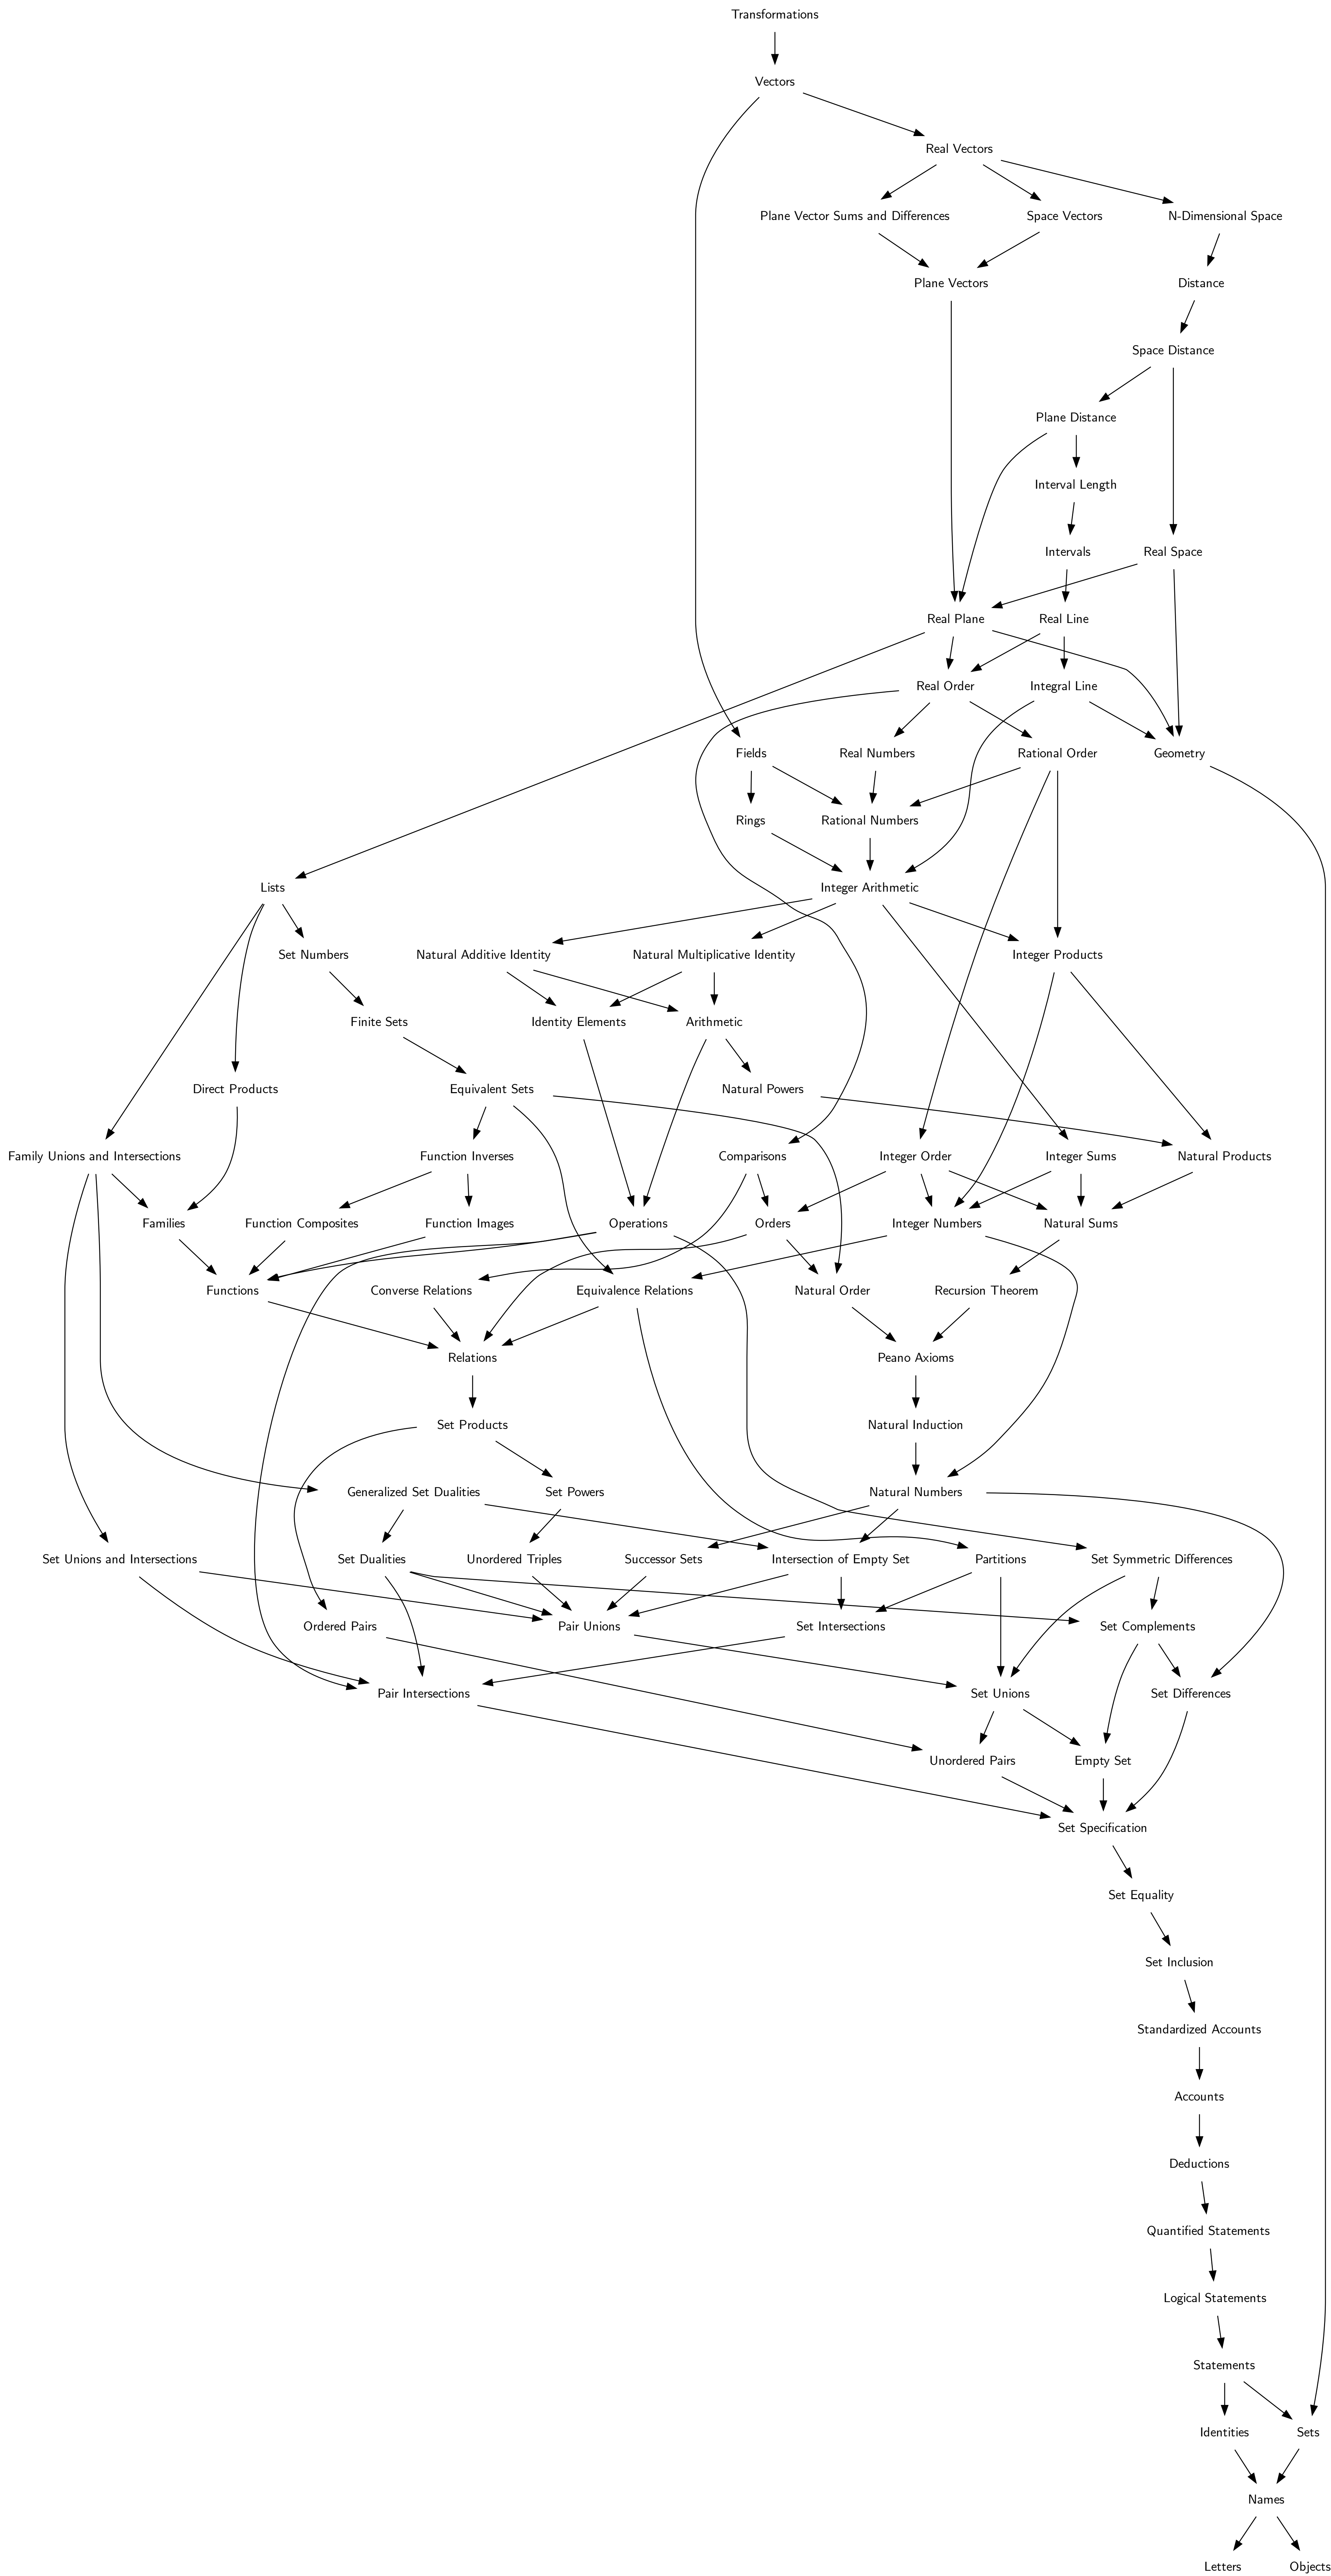 Transformations
Vectors
Real Vectors
Plane Vector Sums and Differences
Space Vectors
N-Dimensional Space
Plane Vectors
Distance
Space Distance
Plane Distance
Interval Length
Intervals
Real Space
Real Plane
Real Line
Real Order
Integral Line
Fields
Real Numbers
Rational Order
Geometry
Rings
Rational Numbers
Lists
Integer Arithmetic
Set Numbers
Natural Additive Identity
Natural Multiplicative Identity
Integer Products
Finite Sets
Identity Elements
Arithmetic
Direct Products
Equivalent Sets
Natural Powers
Family Unions and Intersections
Function Inverses
Comparisons
Integer Order
Integer Sums
Natural Products
Families
Function Composites
Function Images
Operations
Orders
Integer Numbers
Natural Sums
Functions
Converse Relations
Equivalence Relations
Natural Order
Recursion Theorem
Relations
Peano Axioms
Set Products
Natural Induction
Generalized Set Dualities
Set Powers
Natural Numbers
Set Unions and Intersections
Set Dualities
Unordered Triples
Successor Sets
Intersection of Empty Set
Partitions
Set Symmetric Differences
Ordered Pairs
Pair Unions
Set Intersections
Set Complements
Pair Intersections
Set Unions
Set Differences
Unordered Pairs
Empty Set
Set Specification
Set Equality
Set Inclusion
Standardized Accounts
Accounts
Deductions
Quantified Statements
Logical Statements
Statements
Identities
Sets
Names
Letters
Objects